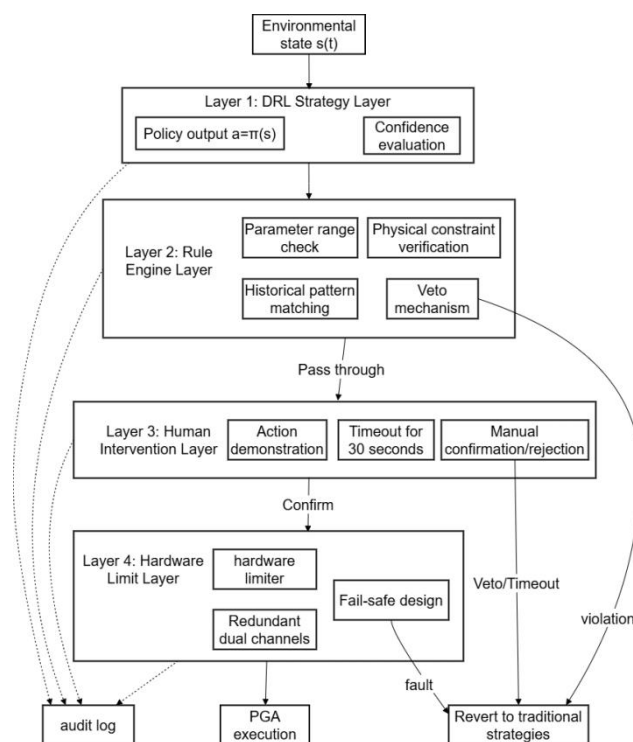 Environmental
state s(t)
Layer 1: DRL Strategy Layer
Policy output a=π(s)
Confidence
evaluation
Layer 2: Rule
Engine Layer
Parameter range
check
Physical constraint
verification
Historical pattern
matching
Veto
mechanism
Pass through
Layer 3: Human
Intervention Layer
Action
demonstration
Timeout for
30 seconds
Manual
confirmation/rejection
Confirm
Layer 4: Hardware
Limit Layer
hardware
limiter
Redundant
dual channels
Fail-safe design
Veto/Timeout
violation
fault
audit log
PGA
execution
Revert to traditional
strategies